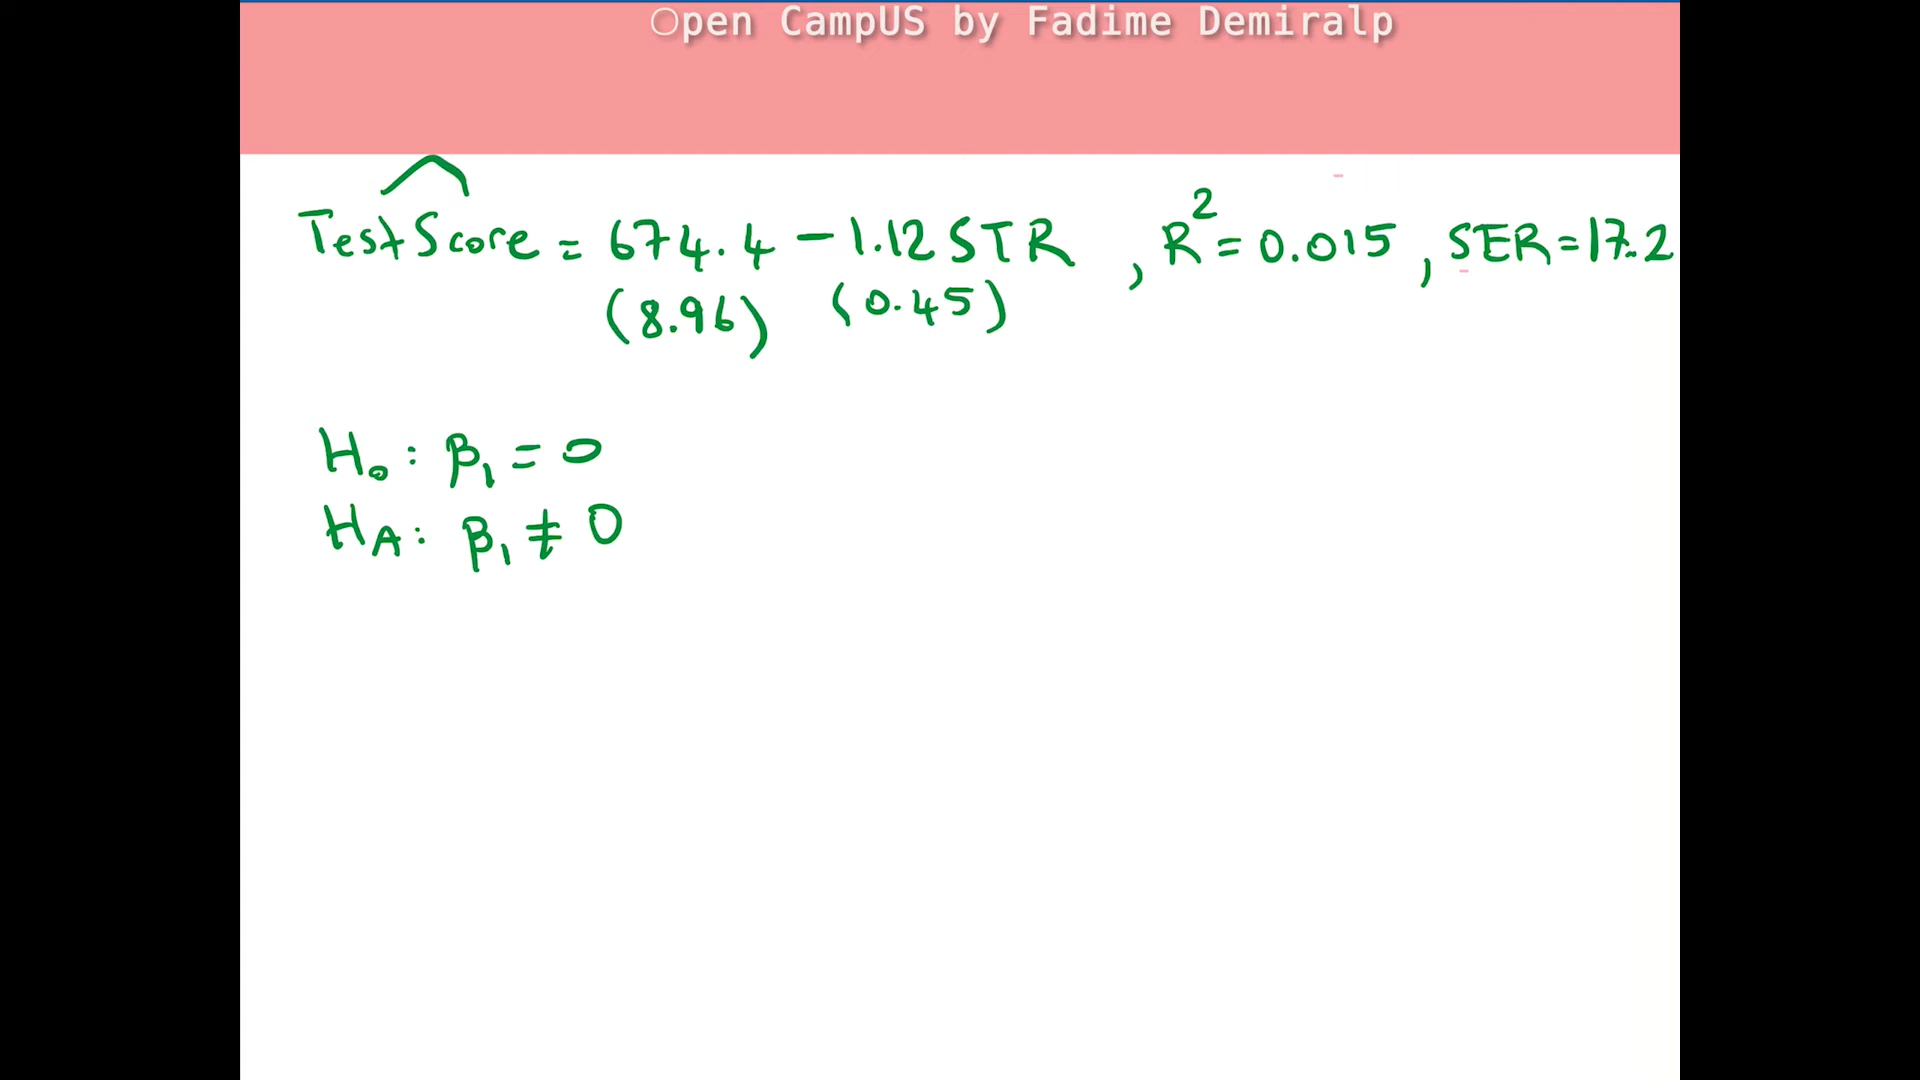 Open CampUS by Fadime Demiralp
TestScore = 674.4 − 1.12 STR , R² = 0.015 , SER = 17.2
(8.96) (0.45)
H₀ : β₁ = 0
H_A : β₁ ≠ 0